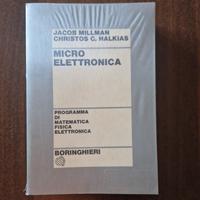 JACOB MILLMAN
CHRISTOS C. HALKIAS
MICRO
ELETTRONICA
PROGRAMMA
DI
MATEMATICA
FISICA
ELETTRONICA
BORINGHIERI